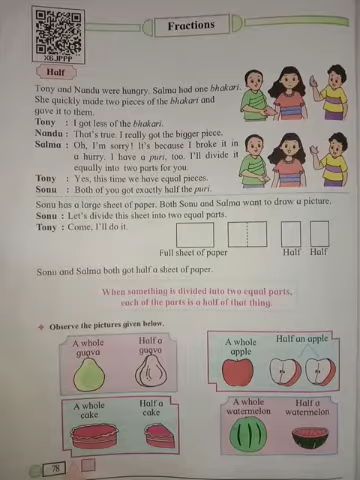 Fractions
X6JPPP
Half
Tony and Nandu were hungry. Salma had one bhakari.
She quickly made two pieces of the bhakari and
gave it to them.
Tony : I got less of the bhakari.
Nandu : That's true. I really got the bigger piece.
Salma : Oh, I'm sorry! It's because I broke it in
a hurry. I have a puri, too. I'll divide it
equally into two parts for you.
Tony : Yes, this time we have equal pieces.
Sonu : Both of you got exactly half the puri.
Sonu has a large sheet of paper. Both Sonu and Salma want to draw a picture.
Sonu : Let's divide this sheet into two equal parts.
Tony : Come, I'll do it.
Full sheet of paper Half Half
Sonu and Salma both got half a sheet of paper.
When something is divided into two equal parts,
each of the parts is a half of that thing.
Observe the pictures given below.
A whole guava
Half a guava
A whole apple
Half an apple
A whole cake
Half a cake
A whole watermelon
Half a watermelon
78